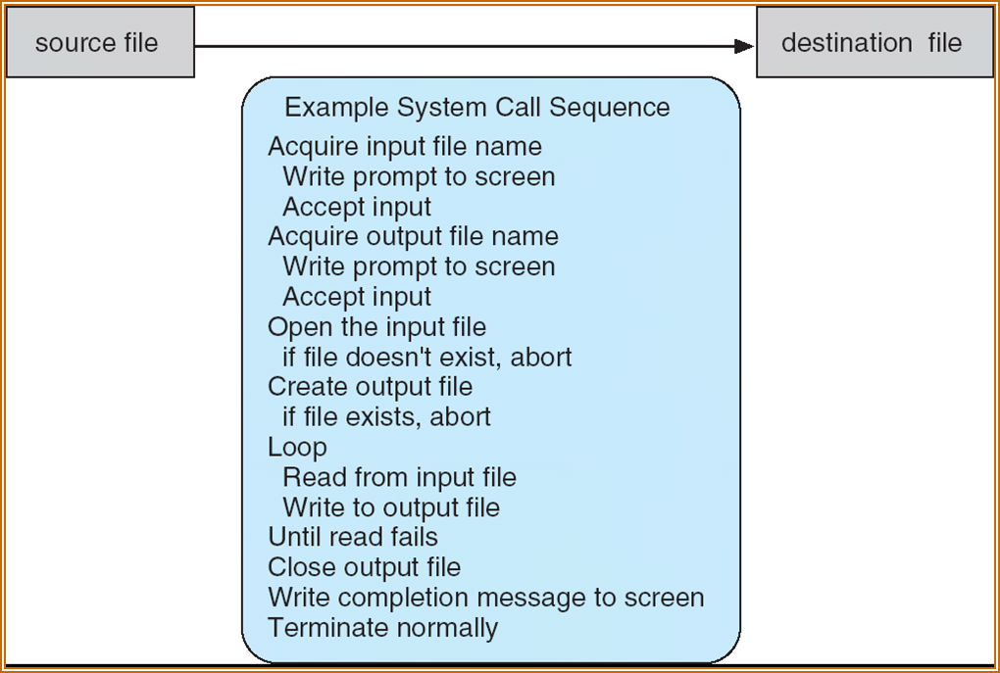 source file
destination file
Example System Call Sequence
Acquire input file name
Write prompt to screen
Accept input
Acquire output file name
Write prompt to screen
Accept input
Open the input file
if file doesn't exist, abort
Create output file
if file exists, abort
Loop
Read from input file
Write to output file
Until read fails
Close output file
Write completion message to screen
Terminate normally